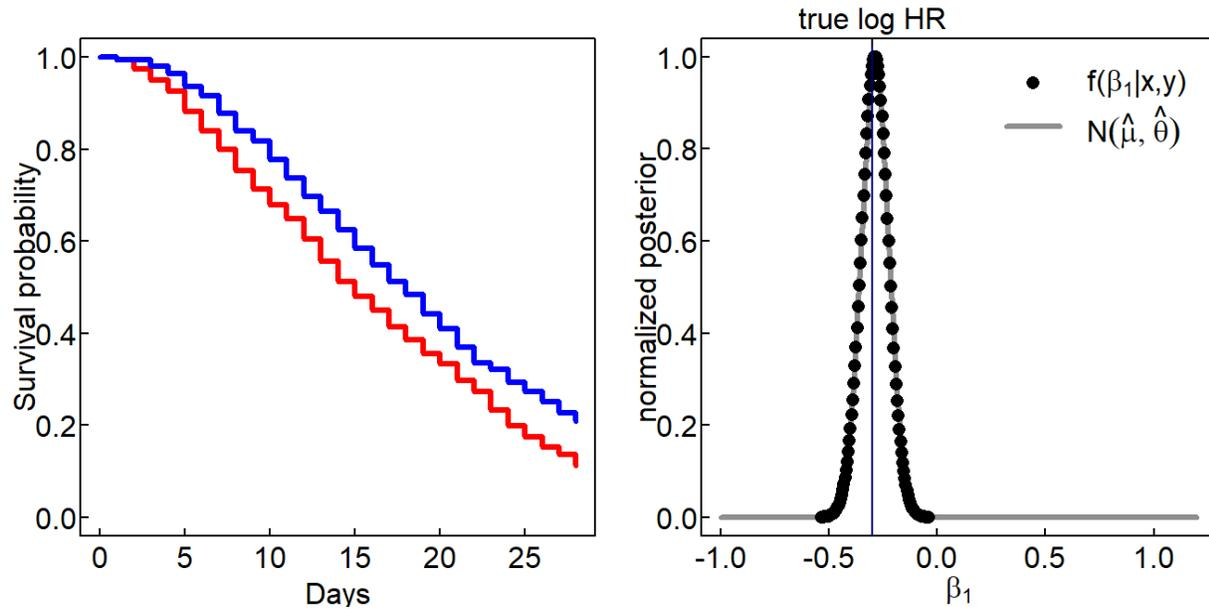 Survival probability
1.0
0.8
0.6
0.4
0.2
0.0
0 5 10 15 20 25
Days
true log HR
normalized posterior
1.0
0.8
0.6
0.4
0.2
0.0
f(β₁|x,y)
N(μ̂, θ̂)
-1.0 -0.5 0.0 0.5 1.0
β₁